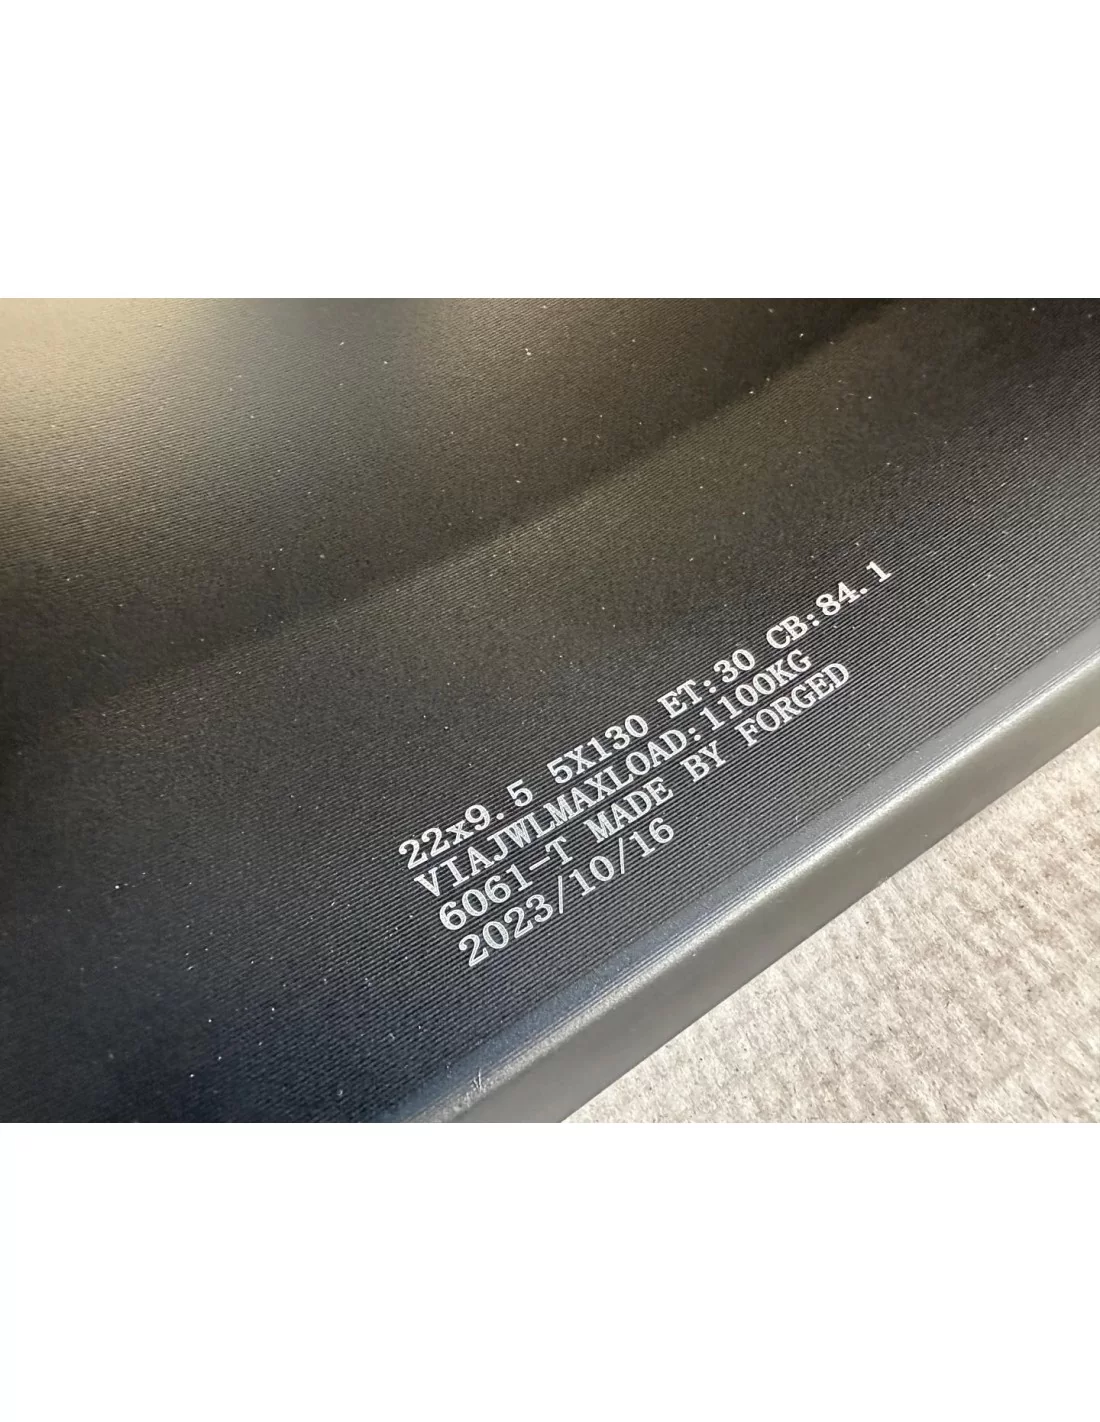 22x9.5 5X130 ET:30 CB:84.1
VIAJWLMAXLOAD:1100KG
6061-T MADE BY FORGED
2023/10/16